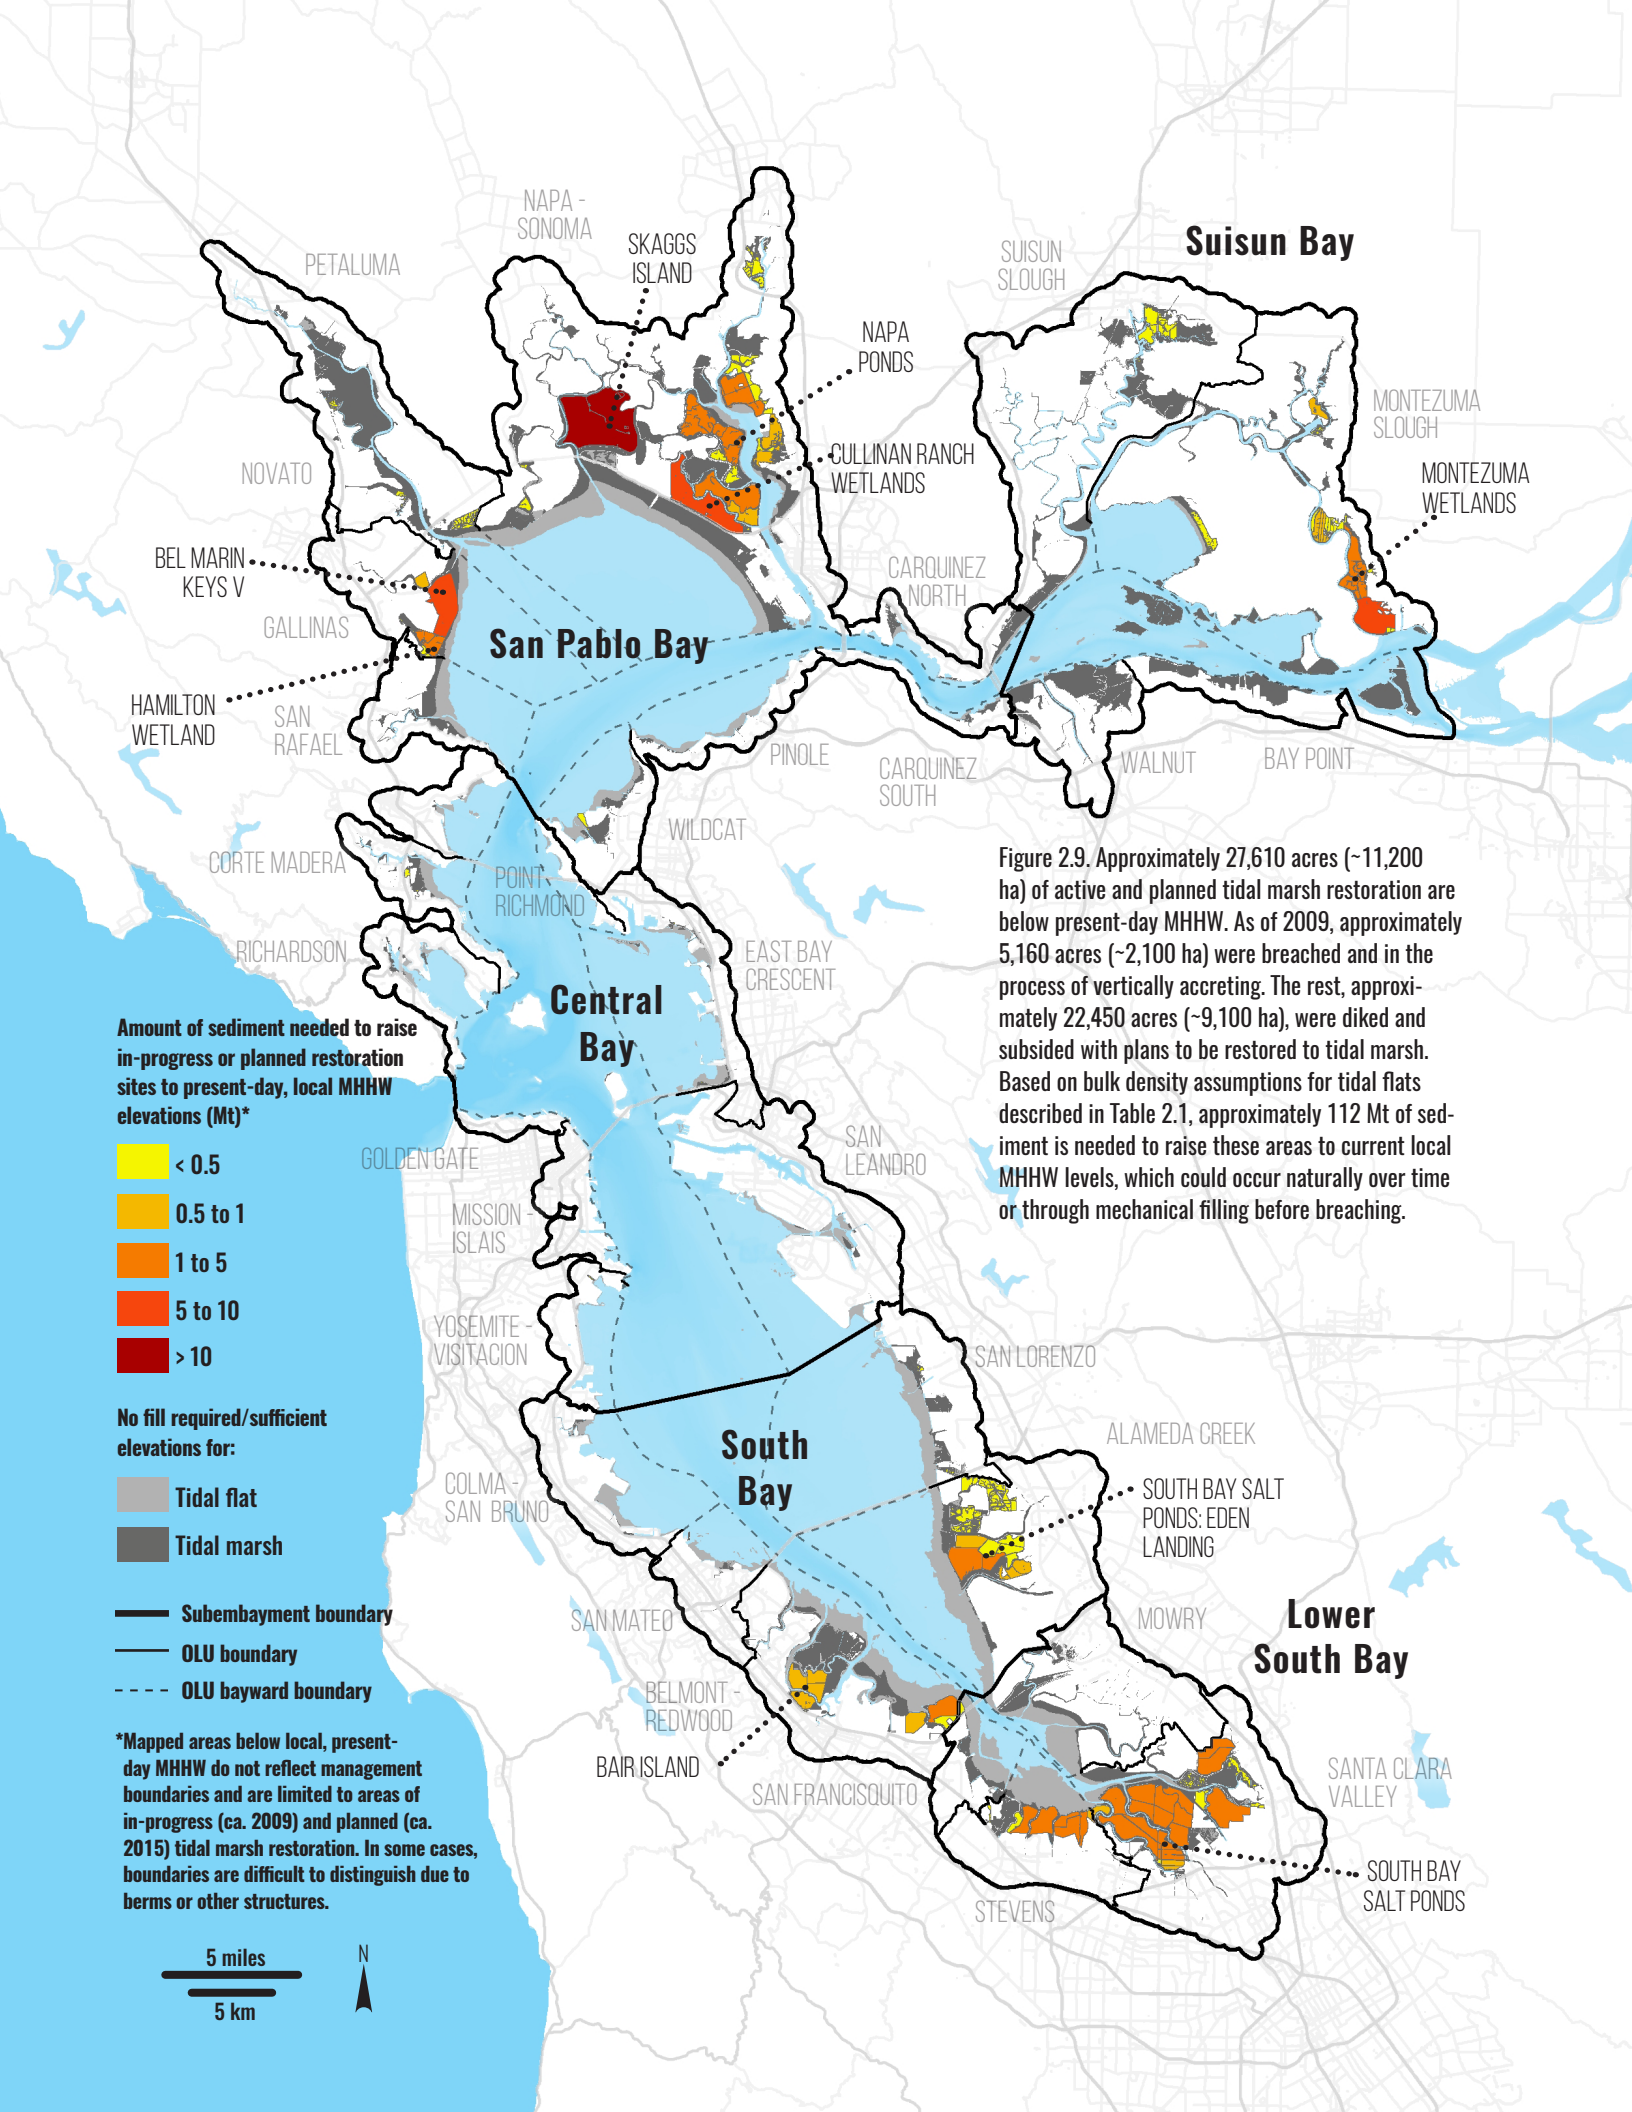 NAPA -
SONOMA
SKAGGS
ISLAND
PETALUMA
SUISUN
SLOUGH
Suisun Bay
NAPA
PONDS
MONTEZUMA
SLOUGH
CULLINAN RANCH
WETLANDS
NOVATO
MONTEZUMA
WETLANDS
BEL MARIN
KEYS V
CARQUINEZ
NORTH
GALLINAS
San Pablo Bay
HAMILTON
WETLAND
SAN
RAFAEL
PINOLE
CARQUINEZ
SOUTH
WALNUT
BAY POINT
WILDCAT
CORTE MADERA
POINT
RICHMOND
RICHARDSON
EAST BAY
CRESCENT
Central
Bay
Figure 2.9. Approximately 27,610 acres (~11,200
ha) of active and planned tidal marsh restoration are
below present-day MHHW. As of 2009, approximately
5,160 acres (~2,100 ha) were breached and in the
process of vertically accreting. The rest, approxi-
mately 22,450 acres (~9,100 ha), were diked and
subsided with plans to be restored to tidal marsh.
Based on bulk density assumptions for tidal flats
described in Table 2.1, approximately 112 Mt of sed-
iment is needed to raise these areas to current local
MHHW levels, which could occur naturally over time
or through mechanical filling before breaching.
Amount of sediment needed to raise
in-progress or planned restoration
sites to present-day, local MHHW
elevations (Mt)*
< 0.5
0.5 to 1
1 to 5
5 to 10
> 10
No fill required/sufficient
elevations for:
Tidal flat
Tidal marsh
Subembayment boundary
OLU boundary
OLU bayward boundary
*Mapped areas below local, present-
day MHHW do not reflect management
boundaries and are limited to areas of
in-progress (ca. 2009) and planned (ca.
2015) tidal marsh restoration. In some cases,
boundaries are difficult to distinguish due to
berms or other structures.
5 miles
5 km
N
GOLDEN GATE
SAN
LEANDRO
MISSION -
ISLAIS
YOSEMITE -
VISITACION
SAN LORENZO
South
Bay
ALAMEDA CREEK
COLMA -
SAN BRUNO
SOUTH BAY SALT
PONDS: EDEN
LANDING
SAN MATEO
MOWRY
Lower
South Bay
BELMONT -
REDWOOD
BAIR ISLAND
SAN FRANCISQUITO
SANTA CLARA
VALLEY
STEVENS
SOUTH BAY
SALT PONDS